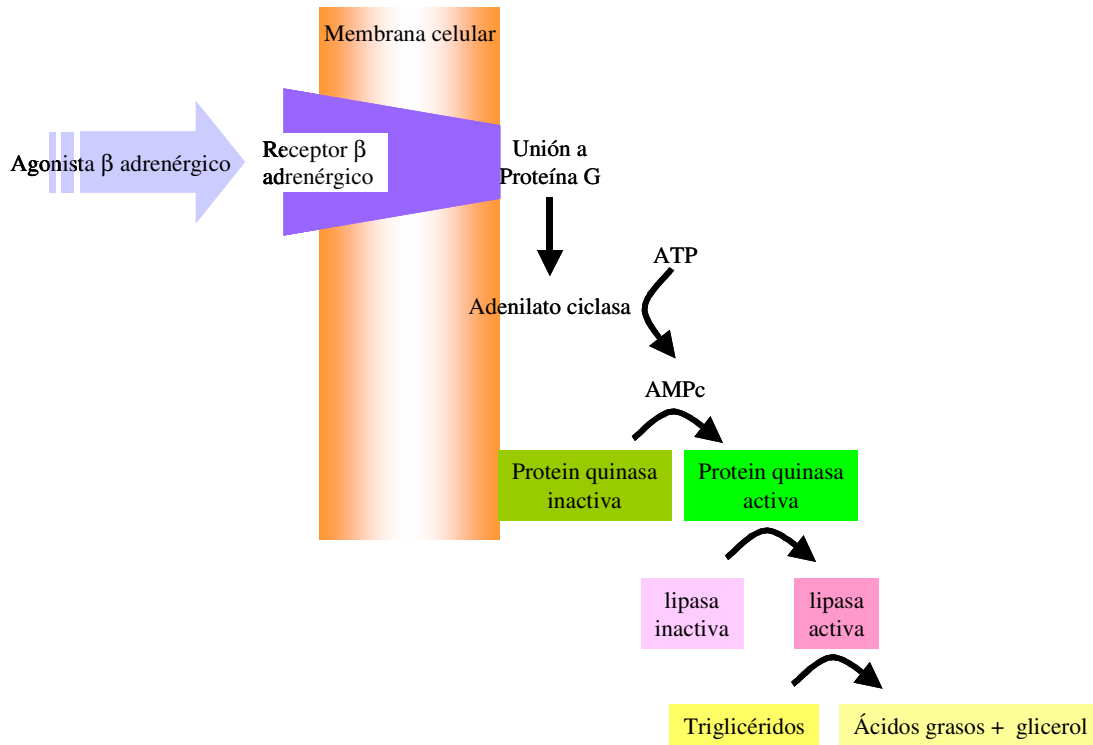 Membrana celular
Agonista β adrenérgico
Receptor β
adrenérgico
Unión a
Proteína G
ATP
Adenilato ciclasa
AMPc
Protein quinasa
inactiva
Protein quinasa
activa
lipasa
inactiva
lipasa
activa
Triglicéridos
Ácidos grasos + glicerol